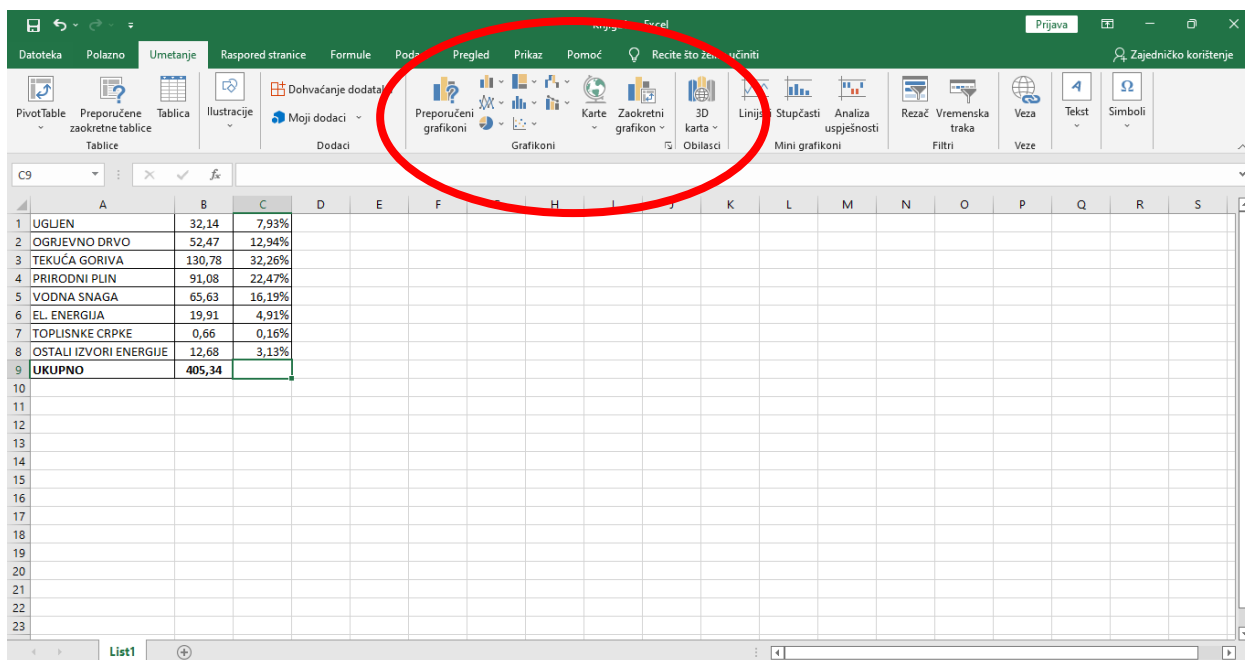 Excel
Prijava
Datoteka Polazno Umetanje Raspored stranice Formule Pregled Prikaz Pomoć Recite što učiniti Zajedničko korištenje
PivotTable Preporučene zaokretne tablice Tablica Ilustracije Dohvaćanje Moji dodaci Preporučeni grafikoni Karte Zaokretni grafikon 3D karta Stupčasti Analiza uspješnosti Rezač Vremenska traka Veza Tekst Simboli
Tablice Dodaci Grafikoni Obilasci Mini grafikoni Filtri Veze
C9 fx
A B C D E F H K L M N O P Q R S
1 UGLJEN 32,14 7,93%
2 OGRJEVNO DRVO 52,47 12,94%
3 TEKUĆA GORIVA 130,78 32,26%
4 PRIRODNI PLIN 91,08 22,47%
5 VODNA SNAGA 65,63 16,19%
6 EL. ENERGIJA 19,91 4,91%
7 TOPLISNKE CRPKE 0,66 0,16%
8 OSTALI IZVORI ENERGIJE 12,68 3,13%
9 UKUPNO 405,34
10
11
12
13
14
15
16
17
18
19
20
21
22
23
List1